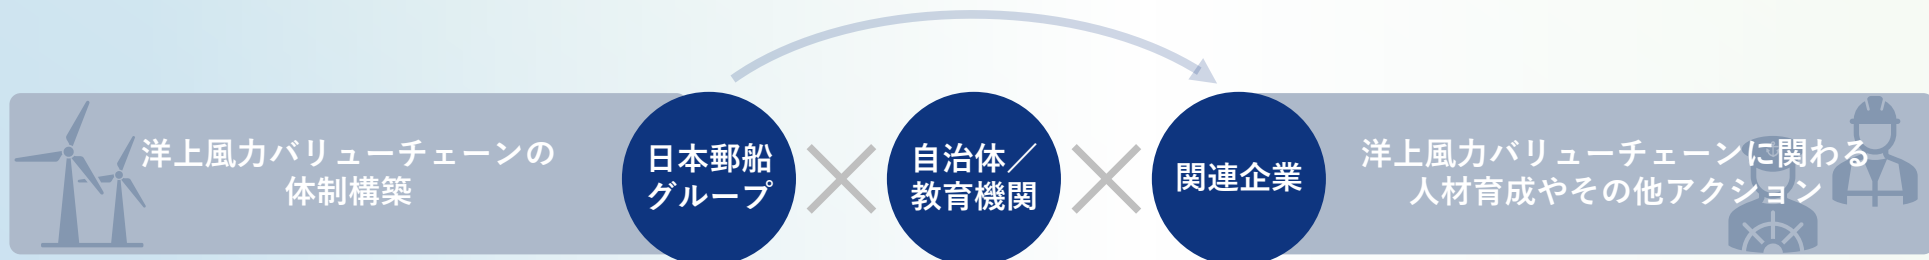 洋上風力バリューチェーンの
体制構築
日本郵船
グループ
自治体／
教育機関
関連企業
洋上風力バリューチェーンに関わる
人材育成やその他アクション